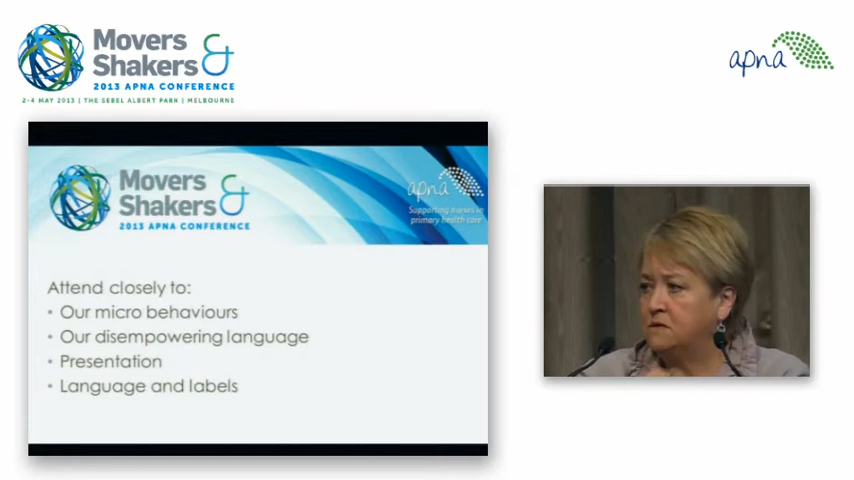 Movers &
Shakers
2013 APNA CONFERENCE
2-4 MAY 2013 | THE SEBEL ALBERT PARK | MELBOURNE
apna
Movers &
Shakers
2013 APNA CONFERENCE
apna
Supporting nurses in
primary health care
Attend closely to:
• Our micro behaviours
• Our disempowering language
• Presentation
• Language and labels